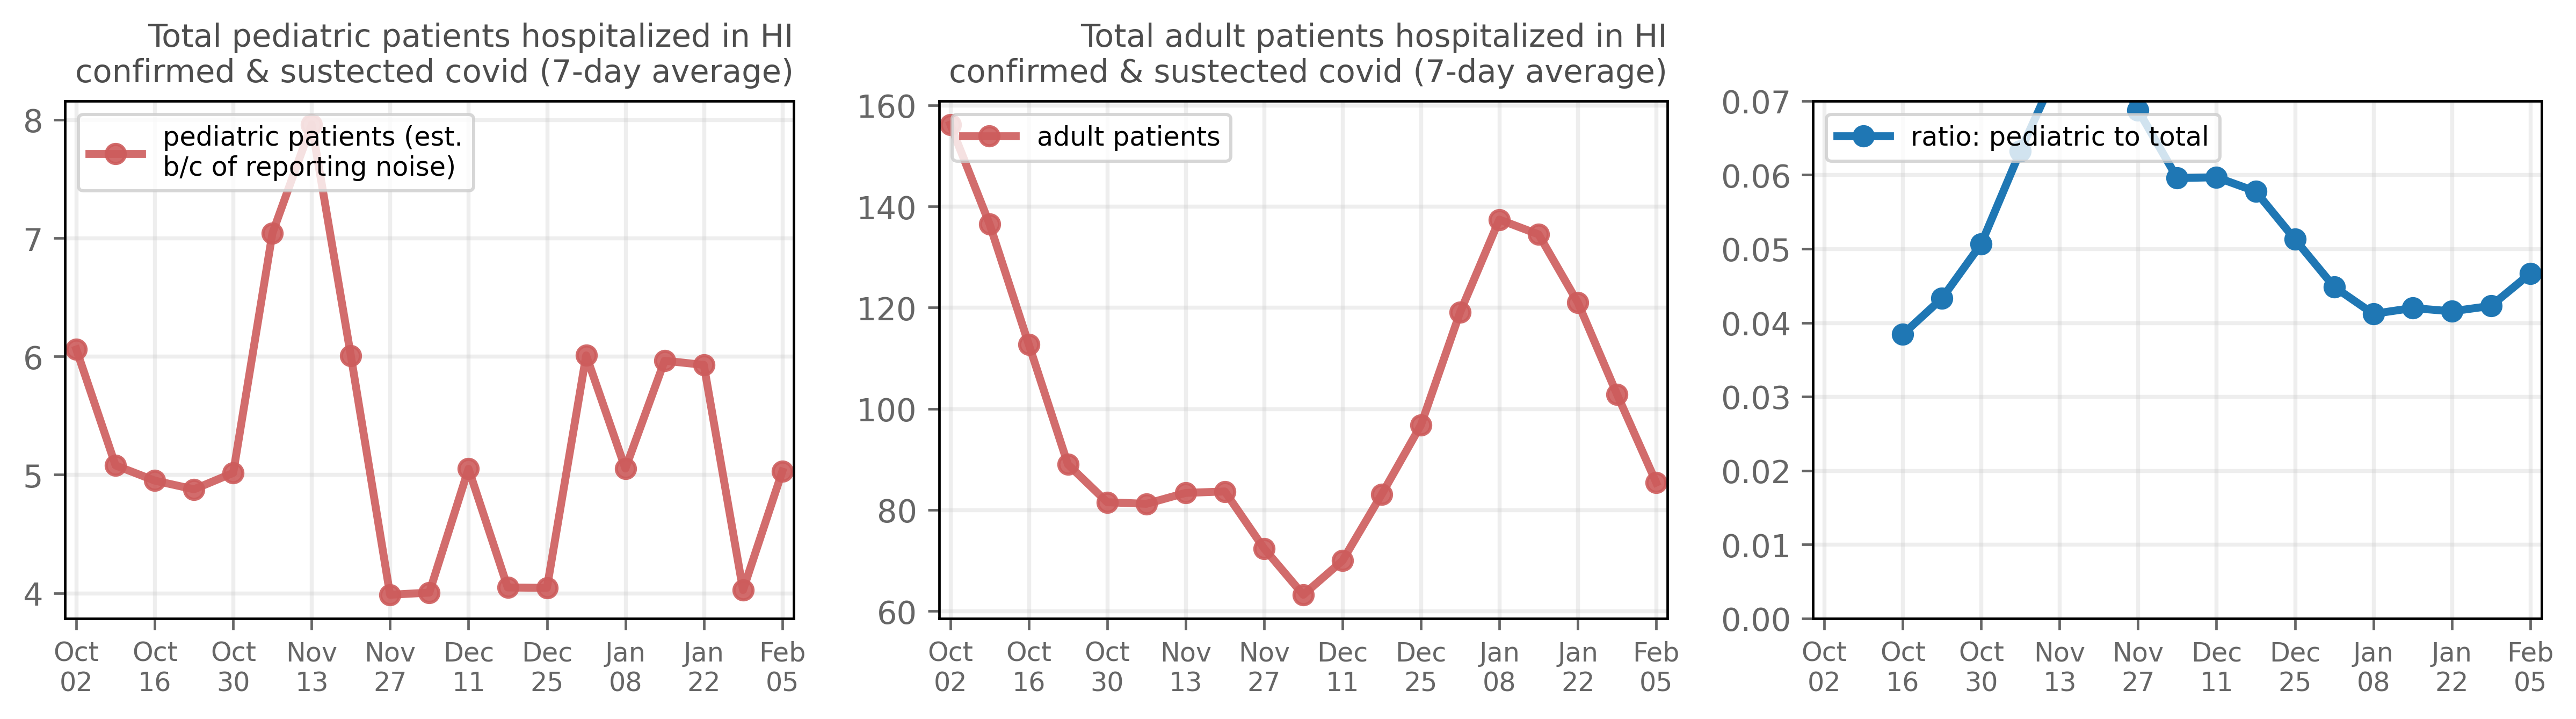 Total pediatric patients hospitalized in HI
confirmed & sustected covid (7-day average)
pediatric patients (est.
b/c of reporting noise)
8
7
6
5
4
Oct Oct Oct Nov Nov Dec Dec Jan Jan Feb
02 16 30 13 27 11 25 08 22 05
Total adult patients hospitalized in HI
confirmed & sustected covid (7-day average)
adult patients
160
140
120
100
80
60
Oct Oct Oct Nov Nov Dec Dec Jan Jan Feb
02 16 30 13 27 11 25 08 22 05
ratio: pediatric to total
0.07
0.06
0.05
0.04
0.03
0.02
0.01
0.00
Oct Oct Oct Nov Nov Dec Dec Jan Jan Feb
02 16 30 13 27 11 25 08 22 05